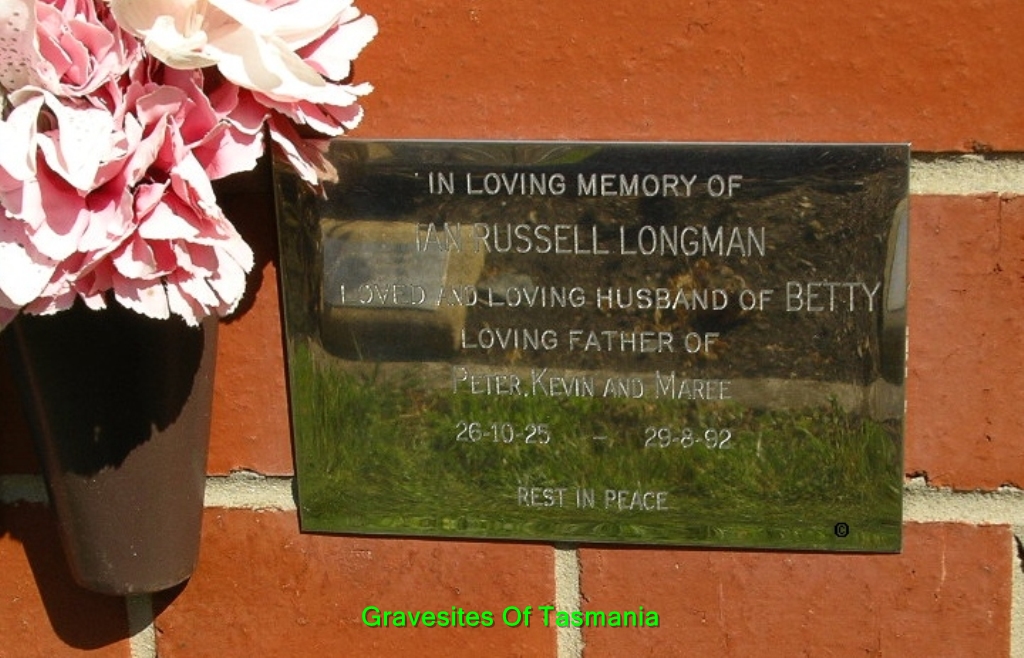 IN LOVING MEMORY OF
IAN RUSSELL LONGMAN
LOVED AND LOVING HUSBAND OF BETTY
LOVING FATHER OF
PETER, KEVIN AND MAREE
26-10-25 - 29-8-92
REST IN PEACE
©
Gravesites Of Tasmania